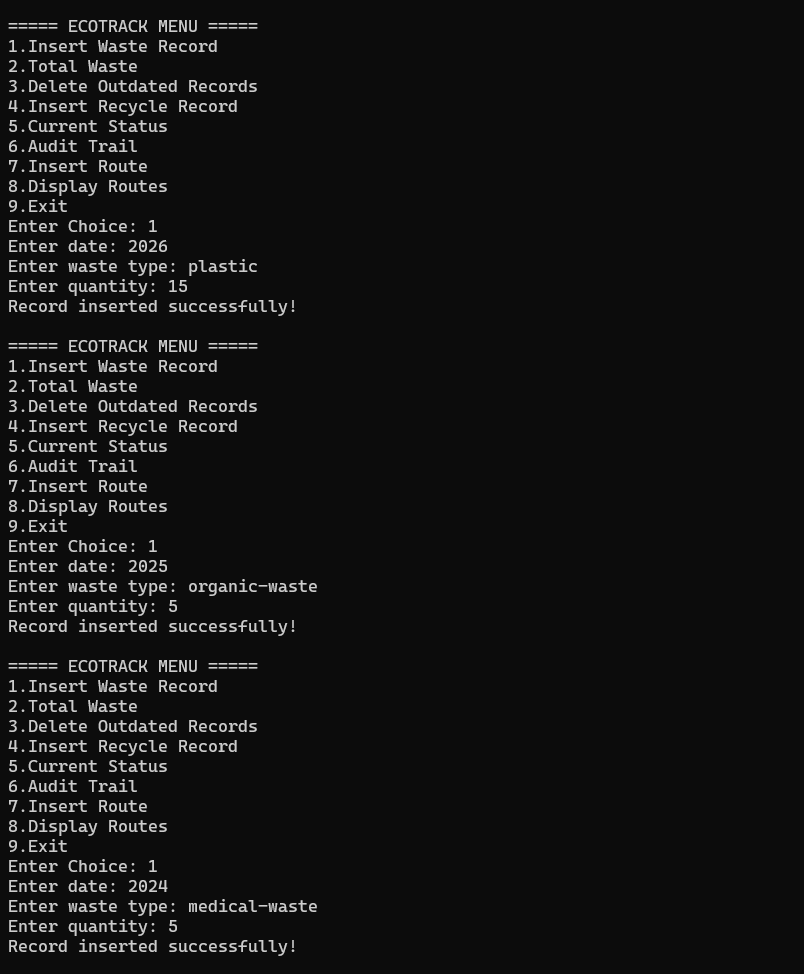 ===== ECOTRACK MENU =====
1.Insert Waste Record
2.Total Waste
3.Delete Outdated Records
4.Insert Recycle Record
5.Current Status
6.Audit Trail
7.Insert Route
8.Display Routes
9.Exit
Enter Choice: 1
Enter date: 2026
Enter waste type: plastic
Enter quantity: 15
Record inserted successfully!

===== ECOTRACK MENU =====
1.Insert Waste Record
2.Total Waste
3.Delete Outdated Records
4.Insert Recycle Record
5.Current Status
6.Audit Trail
7.Insert Route
8.Display Routes
9.Exit
Enter Choice: 1
Enter date: 2025
Enter waste type: organic-waste
Enter quantity: 5
Record inserted successfully!

===== ECOTRACK MENU =====
1.Insert Waste Record
2.Total Waste
3.Delete Outdated Records
4.Insert Recycle Record
5.Current Status
6.Audit Trail
7.Insert Route
8.Display Routes
9.Exit
Enter Choice: 1
Enter date: 2024
Enter waste type: medical-waste
Enter quantity: 5
Record inserted successfully!